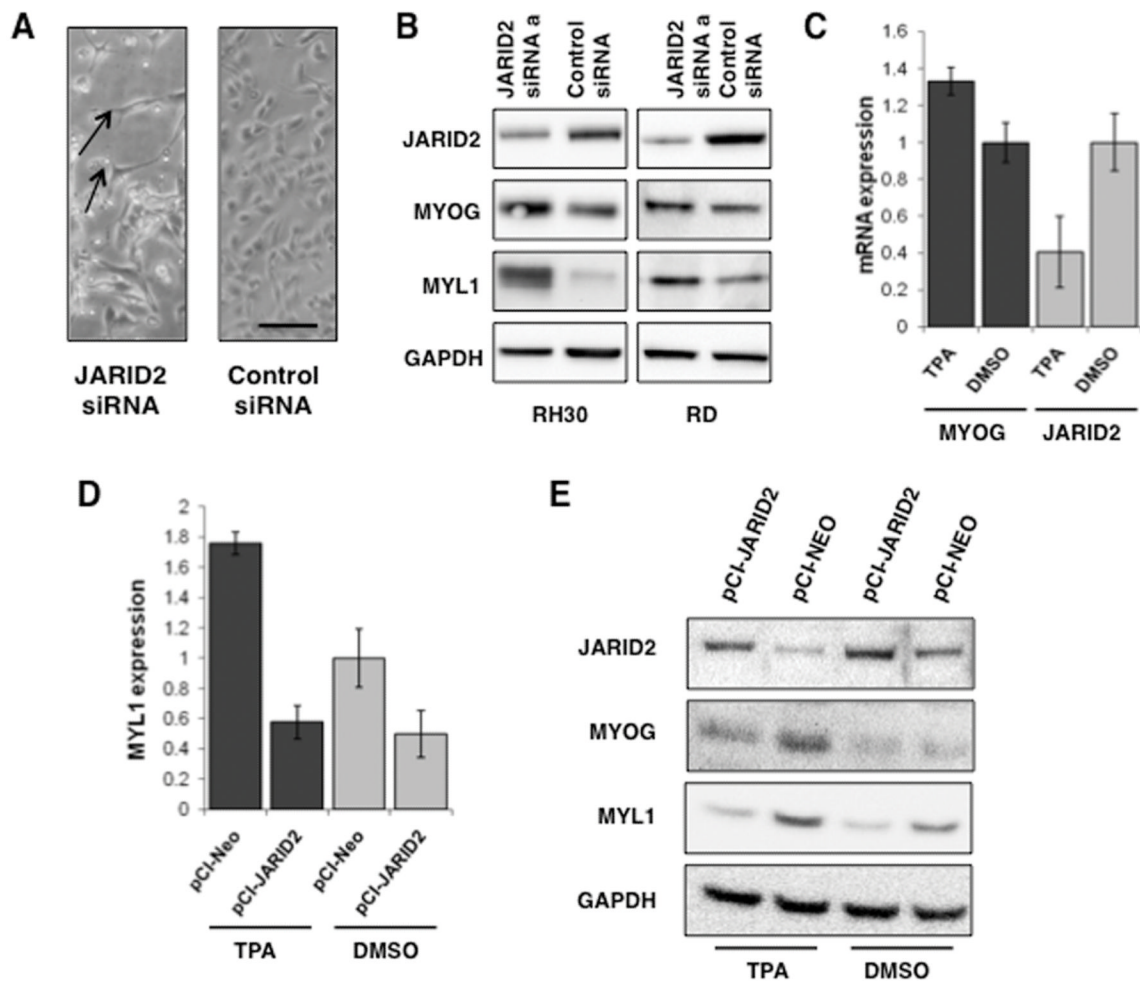 A
JARID2
siRNA
Control
siRNA
B
JARID2
siRNA a
Control
siRNA
JARID2
siRNA a
Control
siRNA
JARID2
MYOG
MYL1
GAPDH
RH30
RD
C
mRNA expression
1.6
1.4
1.2
1
0.8
0.6
0.4
0.2
0
TPA
DMSO
TPA
DMSO
MYOG
JARID2
D
MYL1 expression
2
1.8
1.6
1.4
1.2
1
0.8
0.6
0.4
0.2
0
pCI-Neo
pCI-JARID2
pCI-Neo
pCI-JARID2
TPA
DMSO
E
pCI-JARID2
pCI-NEO
pCI-JARID2
pCI-NEO
JARID2
MYOG
MYL1
GAPDH
TPA
DMSO